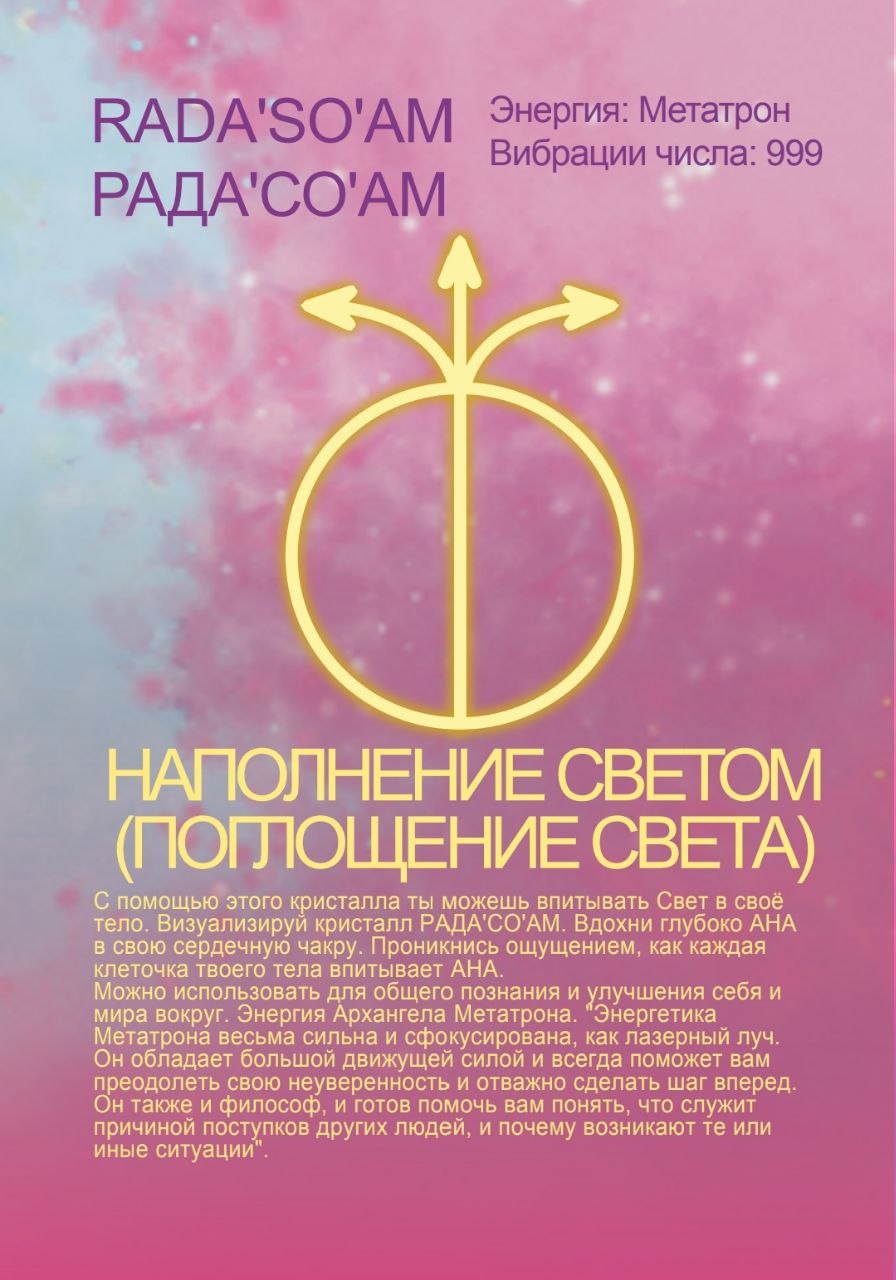 RADA'SO'AM
РАДА'СО'АМ
Энергия: Метатрон
Вибрации числа: 999
НАПОЛНЕНИЕ СВЕТОМ
(ПОГЛОЩЕНИЕ СВЕТА)
С помощью этого кристалла ты можешь впитывать Свет в своё
тело. Визуализируй кристалл РАДА'СО'АМ. Вдохни глубоко АНА
в свою сердечную чакру. Проникнись ощущением, как каждая
клеточка твоего тела впитывает АНА.
Можно использовать для общего познания и улучшения себя и
мира вокруг. Энергия Архангела Метатрона. "Энергетика
Метатрона весьма сильна и сфокусирована, как лазерный луч.
Он обладает большой движущей силой и всегда поможет вам
преодолеть свою неуверенность и отважно сделать шаг вперед.
Он также и философ, и готов помочь вам понять, что служит
причиной поступков других людей, и почему возникают те или
иные ситуации".